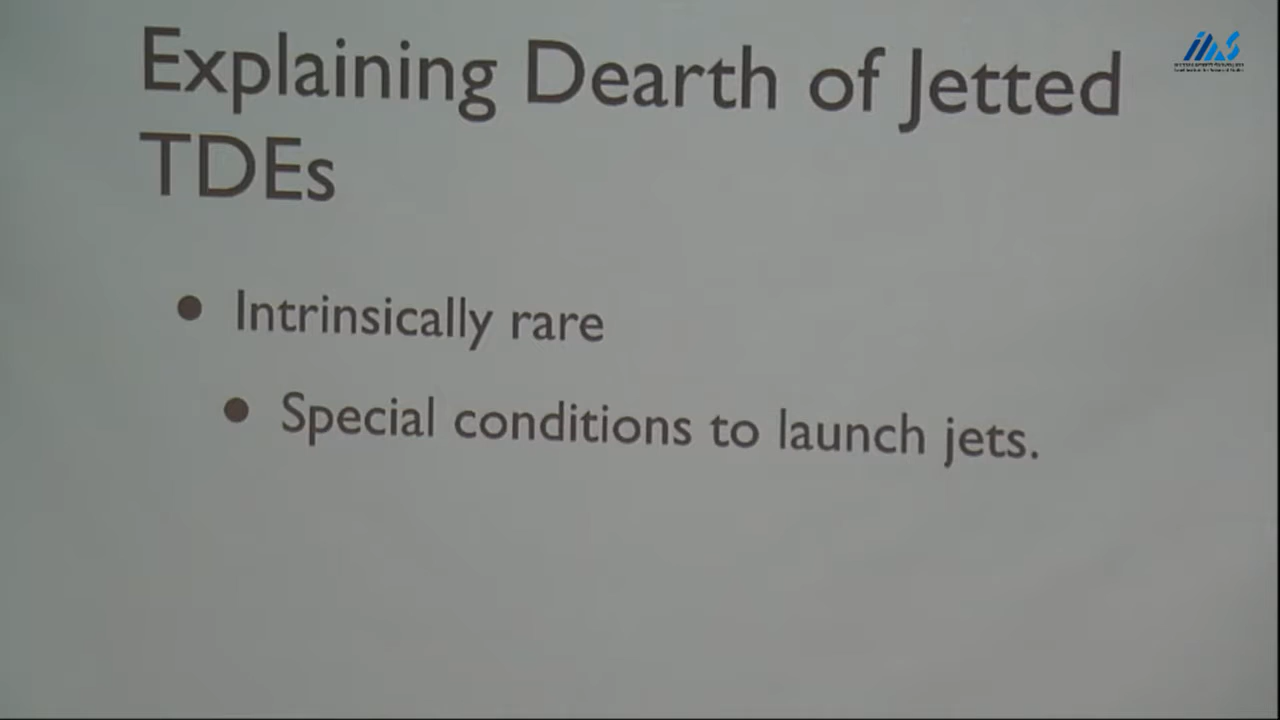 Explaining Dearth of Jetted
TDEs
• Intrinsically rare
• Special conditions to launch jets.